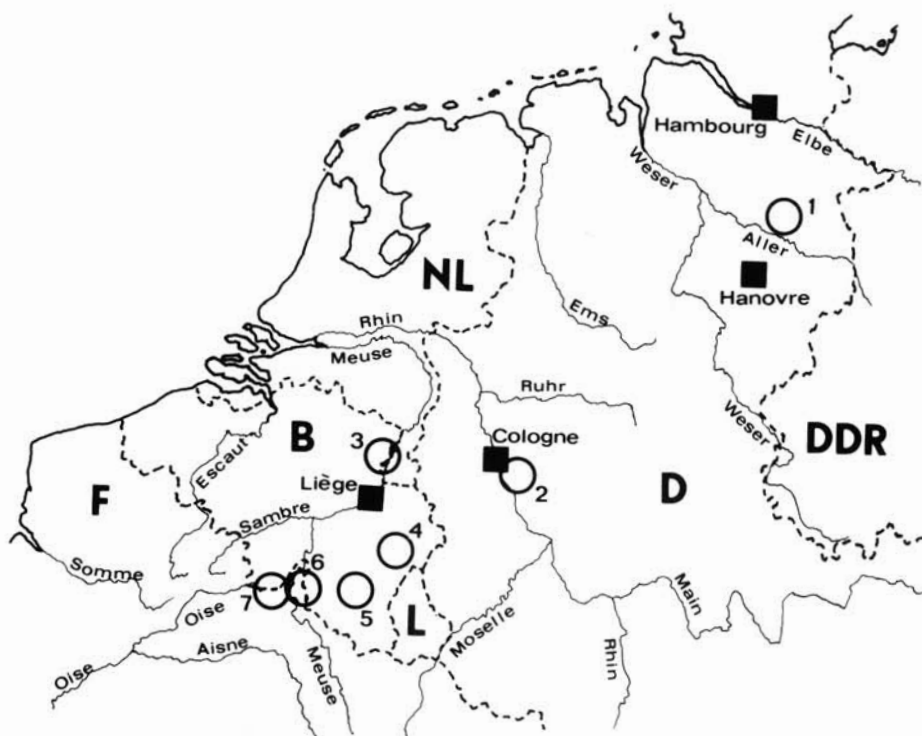 Hambourg
Elbe
Weser
1
Aller
NL
Hanovre
Rhin
Ems
Meuse
Ruhr
Weser
DDR
B
3
Cologne
Escaut
Liège
2
D
F
Sambre
4
Somme
6
7
5
L
Oise
Main
Aisne
Moselle
Rhin
Oise
Meuse